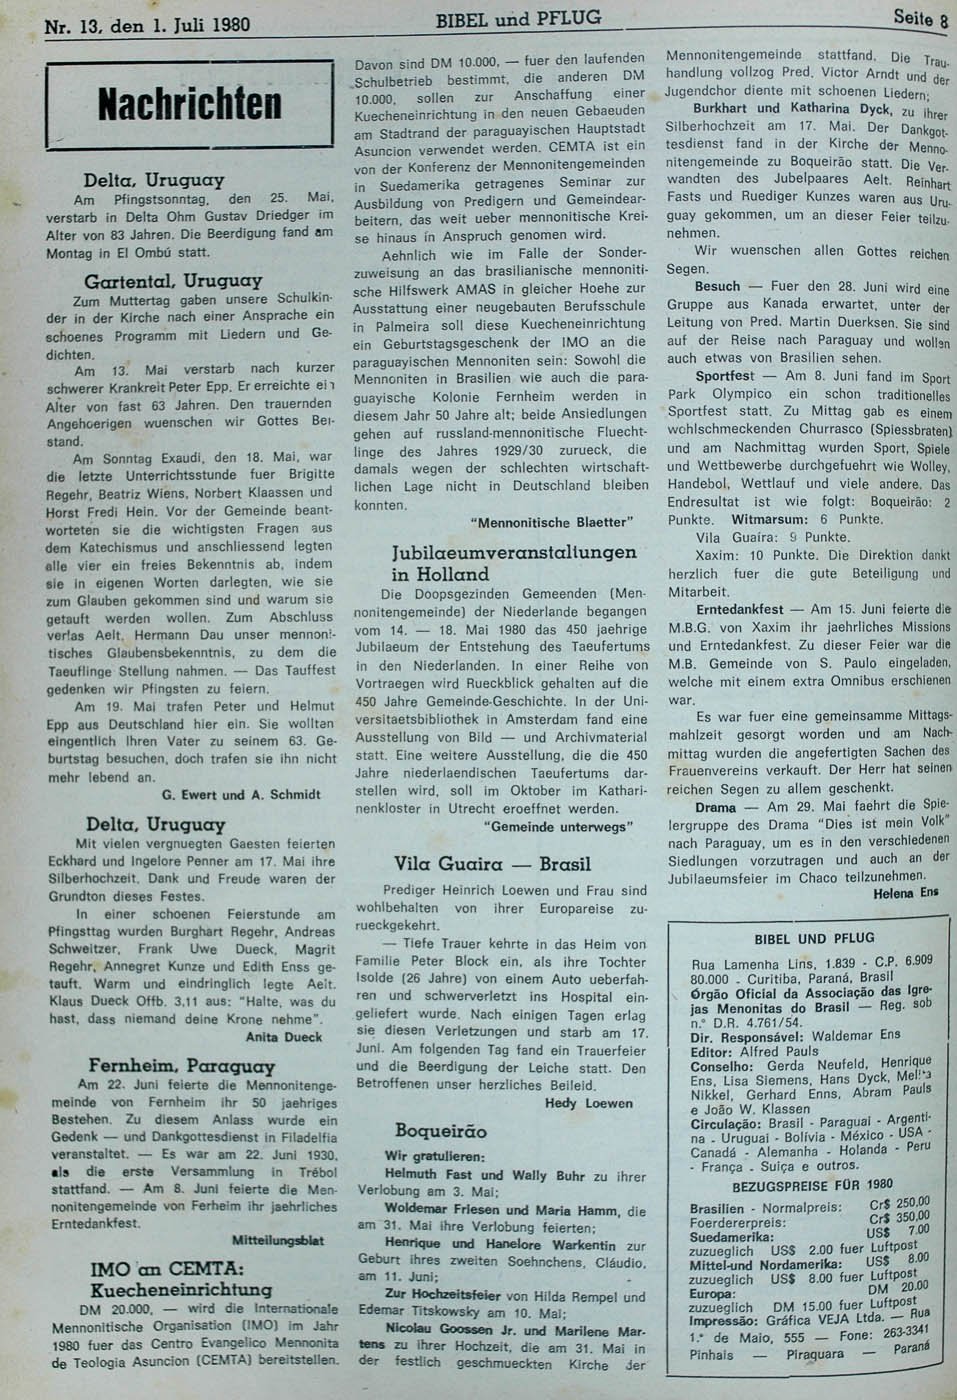 Nr. 13, den 1. Juli 1980
BIBEL und PFLUG
Seite 8
Nachrichten
Delta, Uruguay
Am Pfingstsonntag, den 25. Mai,
verstarb in Delta Ohm Gustav Driedger im
Alter von 83 Jahren. Die Beerdigung fand am
Montag in El Ombú statt.
Gartental, Uruguay
Zum Muttertag gaben unsere Schulkin-
der in der Kirche nach einer Ansprache ein
schoenes Programm mit Liedern und Ge-
dichten.
Am 13. Mai verstarb nach kurzer
schwerer Krankreit Peter Epp. Er erreichte ein
Alter von fast 63 Jahren. Den trauernden
Angehoerigen wuenschen wir Gottes Bei-
stand.
Am Sonntag Exaudi, den 18. Mai, war
die letzte Unterrichtsstunde fuer Brigitte
Regehr, Beatriz Wiens, Norbert Klaassen und
Horst Fredi Hein. Vor der Gemeinde beant-
worteten sie die wichtigsten Fragen aus
dem Katechismus und anschliessend legten
alle vier ein freies Bekenntnis ab, indem
sie in eigenen Worten darlegten, wie sie
zum Glauben gekommen sind und warum sie
getauft werden wollen. Zum Abschluss
verlas Aelt. Hermann Dau unser mennoni-
tisches Glaubensbekenntnis, zu dem die
Taeuflinge Stellung nahmen. — Das Tauffest
gedenken wir Pfingsten zu feiern.
Am 19. Mai trafen Peter und Helmut
Epp aus Deutschland hier ein. Sie wollten
eingentlich Ihren Vater zu seinem 63. Ge-
burtstag besuchen, doch trafen sie ihn nicht
mehr lebend an.
G. Ewert und A. Schmidt
Delta, Uruguay
Mit vielen vergnuegten Gaesten feierten
Eckhard und Ingelore Penner am 17. Mai ihre
Silberhochzeit. Dank und Freude waren der
Grundton dieses Festes.
In einer schoenen Feierstunde am
Pfingsttag wurden Burghart Regehr, Andreas
Schweitzer, Frank Uwe Dueck, Magrit
Regehr, Annegret Kunze und Edith Enss ge-
tauft. Warm und eindringlich legte Aelt.
Klaus Dueck Offb. 3,11 aus: "Halte, was du
hast, dass niemand deine Krone nehme".
Anita Dueck
Fernheim, Paraguay
Am 22. Juni feierte die Mennonitenge-
meinde von Fernheim ihr 50 jaehriges
Bestehen. Zu diesem Anlass wurde ein
Gedenk — und Dankgottesdienst in Filadelfia
veranstaltet. — Es war am 22. Juni 1930,
als die erste Versammlung in Trébol
stattfand. — Am 8. Juni feierte die Men-
nonitengemeinde von Ferheim ihr jaehrliches
Erntedankfest.
Mitteilungsblat
IMO an CEMTA:
Kuecheneinrichtung
DM 20.000, — wird die Internationale
Mennonitische Organisation (IMO) im Jahr
1980 fuer das Centro Evangelico Mennonita
de Teologia Asuncion (CEMTA) bereitstellen.
Davon sind DM 10.000, — fuer den laufenden
Schulbetrieb bestimmt, die anderen DM
10.000, sollen zur Anschaffung einer
Kuecheneinrichtung in den neuen Gebaeuden
am Stadtrand der paraguayischen Hauptstadt
Asuncion verwendet werden. CEMTA ist ein
von der Konferenz der Mennonitengemeinden
in Suedamerika getragenes Seminar zur
Ausbildung von Predigern und Gemeindear-
beitern, das weit ueber mennonitische Krei-
se hinaus in Anspruch genomen wird.
Aehnlich wie im Falle der Sonder-
zuweisung an das brasilianische mennoniti-
sche Hilfswerk AMAS in gleicher Hoehe zur
Ausstattung einer neugebauten Berufsschule
in Palmeira soll diese Kuecheneinrichtung
ein Geburtstagsgeschenk der IMO an die
paraguayischen Mennoniten sein: Sowohl die
Mennoniten in Brasilien wie auch die para-
guayische Kolonie Fernheim werden in
diesem Jahr 50 Jahre alt; beide Ansiedlungen
gehen auf russland-mennonitische Fluecht-
linge des Jahres 1929/30 zurueck, die
damals wegen der schlechten wirtschaft-
lichen Lage nicht in Deutschland bleiben
konnten.
"Mennonitische Blaetter"
Jubilaeumveranstallungen
in Holland
Die Doopsgezinden Gemeenden (Men-
nonitengemeinde) der Niederlande begangen
vom 14. — 18. Mai 1980 das 450 jaehrige
Jubilaeum der Entstehung des Taeufertums
in den Niederlanden. In einer Reihe von
Vortraegen wird Rueckblick gehalten auf die
450 Jahre Gemeinde-Geschichte. In der Uni-
versitaetsbibliothek in Amsterdam fand eine
Ausstellung von Bild — und Archivmaterial
statt. Eine weitere Ausstellung, die die 450
Jahre niederlaendischen Taeufertums dar-
stellen wird, soll im Oktober im Kathari-
nenkloster in Utrecht eroeffnet werden.
"Gemeinde unterwegs"
Vila Guaira — Brasil
Prediger Heinrich Loewen und Frau sind
wohlbehalten von ihrer Europareise zu-
rueckgekehrt.
— Tiefe Trauer kehrte in das Heim von
Familie Peter Block ein, als ihre Tochter
Isolde (26 Jahre) von einem Auto ueberfah-
ren und schwerverletzt ins Hospital ein-
geliefert wurde. Nach einigen Tagen erlag
sie diesen Verletzungen und starb am 17.
Juni. Am folgenden Tag fand ein Trauerfeier
und die Beerdigung der Leiche statt. Den
Betroffenen unser herzliches Beileid.
Hedy Loewen
Boqueirão
Wir gratulieren:
Helmuth Fast und Wally Buhr zu ihrer
Verlobung am 3. Mai;
Woldemar Friesen und Maria Hamm, die
am 31. Mai ihre Verlobung feierten;
Henrique und Hanelore Warkentin zur
Geburt ihres zweiten Soehnchens, Cláudio,
am 11. Juni;
Zur Hochzeitsfeier von Hilda Rempel und
Edemar Titskowsky am 10. Mai;
Nicolau Goossen Jr. und Marilene Mar-
tens zu ihrer Hochzeit, die am 31. Mai in
der festlich geschmueckten Kirche der
Mennonitengemeinde stattfand. Die Trau-
handlung vollzog Pred. Victor Arndt und der
Jugendchor diente mit schoenen Liedern;
Burkhart und Katharina Dyck, zu ihrer
Silberhochzeit am 17. Mai. Der Dankgot-
tesdienst fand in der Kirche der Menno-
nitengemeinde zu Boqueirão statt. Die Ver-
wandten des Jubelpaares Aelt. Reinhart
Fasts und Ruediger Kunzes waren aus Uru-
guay gekommen, um an dieser Feier teilzu-
nehmen.
Wir wuenschen allen Gottes reichen
Segen.
Besuch — Fuer den 28. Juni wird eine
Gruppe aus Kanada erwartet, unter der
Leitung von Pred. Martin Duerksen. Sie sind
auf der Reise nach Paraguay und wollen
auch etwas von Brasilien sehen.
Sportfest — Am 8. Juni fand im Sport
Park Olympico ein schon traditionelles
Sportfest statt. Zu Mittag gab es einem
wohlschmeckenden Churrasco (Spiessbraten)
und am Nachmittag wurden Sport, Spiele
und Wettbewerbe durchgefuehrt wie Wolley,
Handebol, Wettlauf und viele andere. Das
Endresultat ist wie folgt: Boqueirão: 2
Punkte. Witmarsum: 6 Punkte.
Vila Guaíra: 9 Punkte.
Xaxim: 10 Punkte. Die Direktion dankt
herzlich fuer die gute Beteiligung und
Mitarbeit.
Erntedankfest — Am 15. Juni feierte die
M.B.G. von Xaxim ihr jaehrliches Missions
und Erntedankfest. Zu dieser Feier war die
M.B. Gemeinde von S. Paulo eingeladen,
welche mit einem extra Omnibus erschienen
war.
Es war fuer eine gemeinsamme Mittags-
mahlzeit gesorgt worden und am Nach-
mittag wurden die angefertigten Sachen des
Frauenvereins verkauft. Der Herr hat seinen
reichen Segen zu allem geschenkt.
Drama — Am 29. Mai faehrt die Spie-
lergruppe des Drama "Dies ist mein Volk"
nach Paraguay, um es in den verschiedenen
Siedlungen vorzutragen und auch an der
Jubilaeumsfeier im Chaco teilzunehmen.
Helena Ens
BIBEL UND PFLUG
Rua Lamenha Lins, 1.839 - C.P. 6.909
80.000 - Curitiba, Paraná, Brasil
Órgão Oficial da Associação das Igre-
jas Menonitas do Brasil — Reg. sob
n.º D.R. 4.761/54.
Dir. Responsável: Waldemar Ens
Editor: Alfred Pauls
Conselho: Gerda Neufeld, Henrique
Ens, Lisa Siemens, Hans Dyck, Melita
Nikkel, Gerhard Enns, Abram Pauls
e João W. Klassen
Circulação: Brasil - Paraguai - Argenti-
na - Uruguai - Bolívia - México - USA -
Canadá - Alemanha - Holanda - Peru
- França - Suiça e outros.
BEZUGSPREISE FÜR 1980
Brasilien - Normalpreis: Cr$ 250,00
Foerdererpreis: Cr$ 350,00
Suedamerika: US$ 7.00
zuzueglich US$ 2.00 fuer Luftpost
Mittel-und Nordamerika: US$ 8.00
zuzueglich US$ 8.00 fuer Luftpost
Europa: DM 20.00
zuzueglich DM 15.00 fuer Luftpost
Impressão: Gráfica VEJA Ltda. — Rua
1.º de Maio, 555 — Fone: 263-3341
Pinhais — Piraquara — Paraná